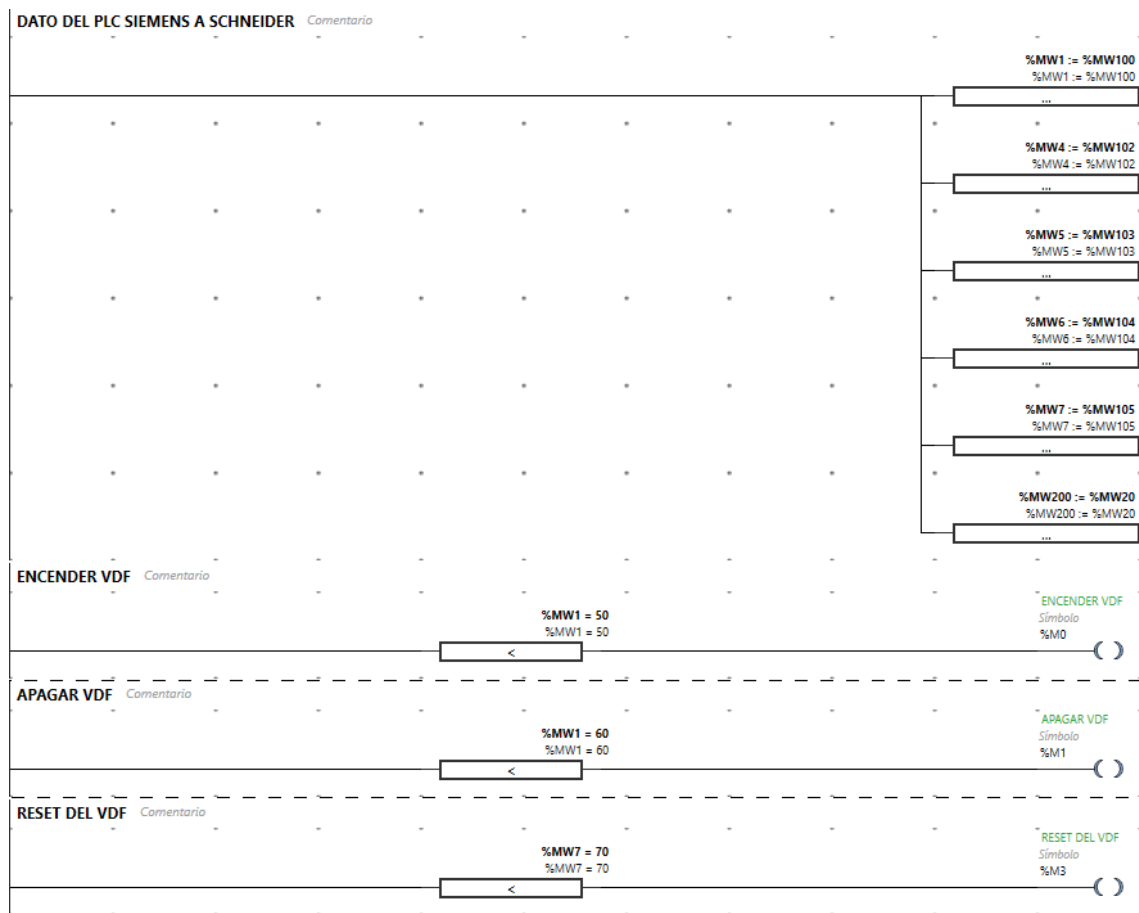 DATO DEL PLC SIEMENS A SCHNEIDER Comentario
%MW1 := %MW100
%MW1 := %MW100
...
%MW4 := %MW102
%MW4 := %MW102
...
%MW5 := %MW103
%MW5 := %MW103
...
%MW6 := %MW104
%MW6 := %MW104
...
%MW7 := %MW105
%MW7 := %MW105
...
%MW200 := %MW20
%MW200 := %MW20
...
ENCENDER VDF Comentario
ENCENDER VDF
Símbolo
%MW1 = 50
%MW1 = 50
%M0
<
APAGAR VDF Comentario
APAGAR VDF
Símbolo
%MW1 = 60
%MW1 = 60
%M1
<
RESET DEL VDF Comentario
RESET DEL VDF
Símbolo
%MW7 = 70
%MW7 = 70
%M3
<